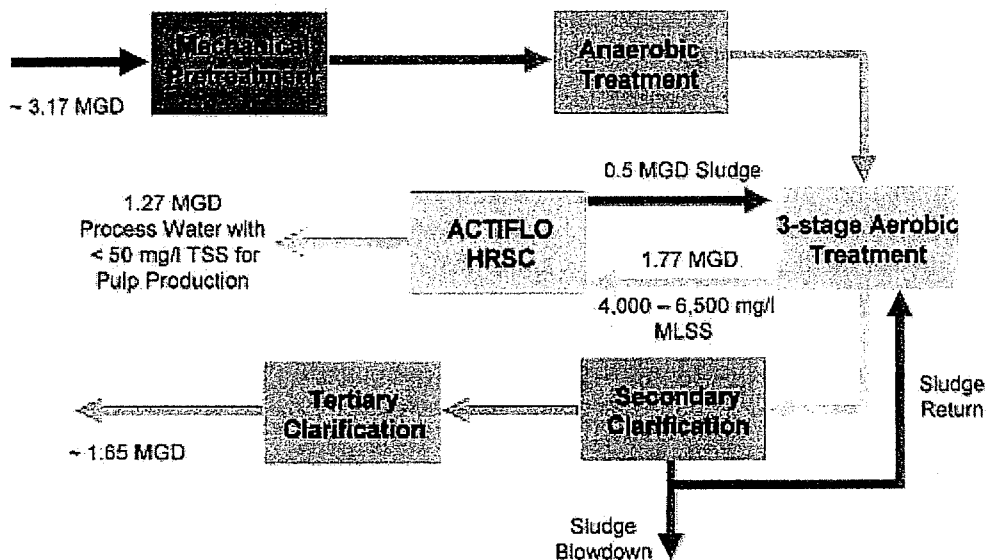 Mechanical
Pretreatment
Anaerobic
Treatment
~ 3.17 MGD
0.5 MGD Sludge
1.27 MGD
Process Water with
< 50 mg/l TSS for
Pulp Production
ACTIFLO
HRSC
3-stage Aerobic
Treatment
1.77 MGD
4,000 – 6,500 mg/l
MLSS
Tertiary
Clarification
Secondary
Clarification
Sludge
Return
~ 1.65 MGD
Sludge
Blowdown